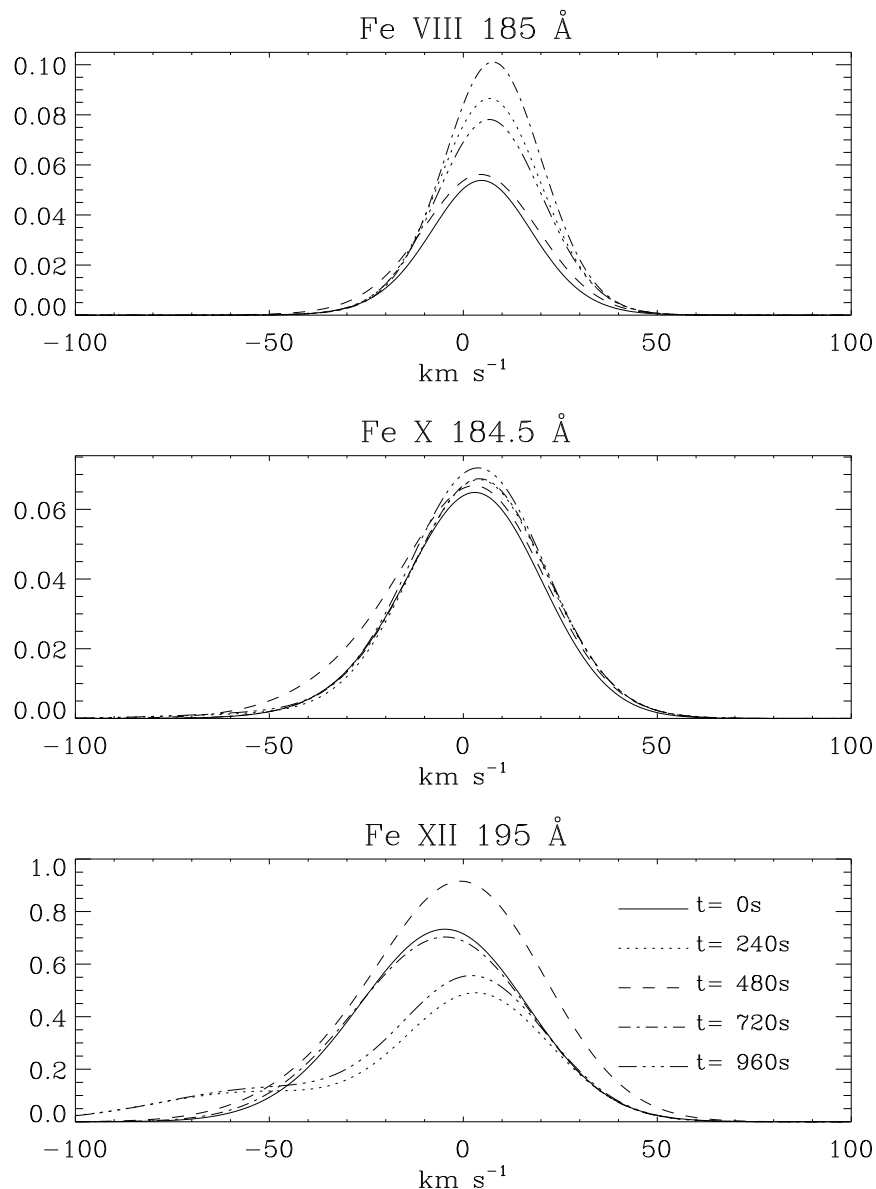 Fe VIII 185 Å
0.10
0.08
0.06
0.04
0.02
0.00
−100 −50 0 50 100
km s⁻¹
Fe X 184.5 Å
0.06
0.04
0.02
0.00
−100 −50 0 50 100
km s⁻¹
Fe XII 195 Å
1.0
0.8
0.6
0.4
0.2
0.0
t= 0s
t= 240s
t= 480s
t= 720s
t= 960s
−100 −50 0 50 100
km s⁻¹